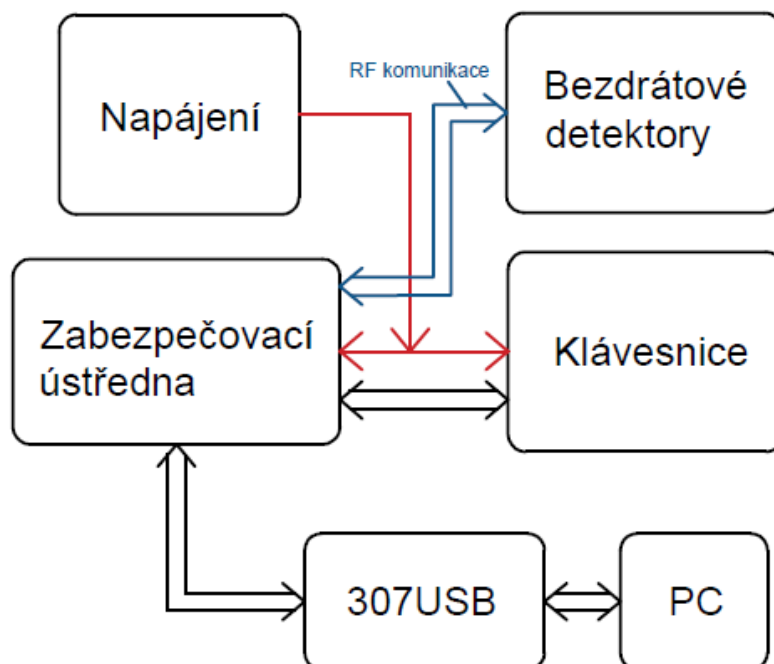 RF komunikace
Napájení
Bezdrátové
detektory
Zabezpečovací
ústředna
Klávesnice
307USB
PC